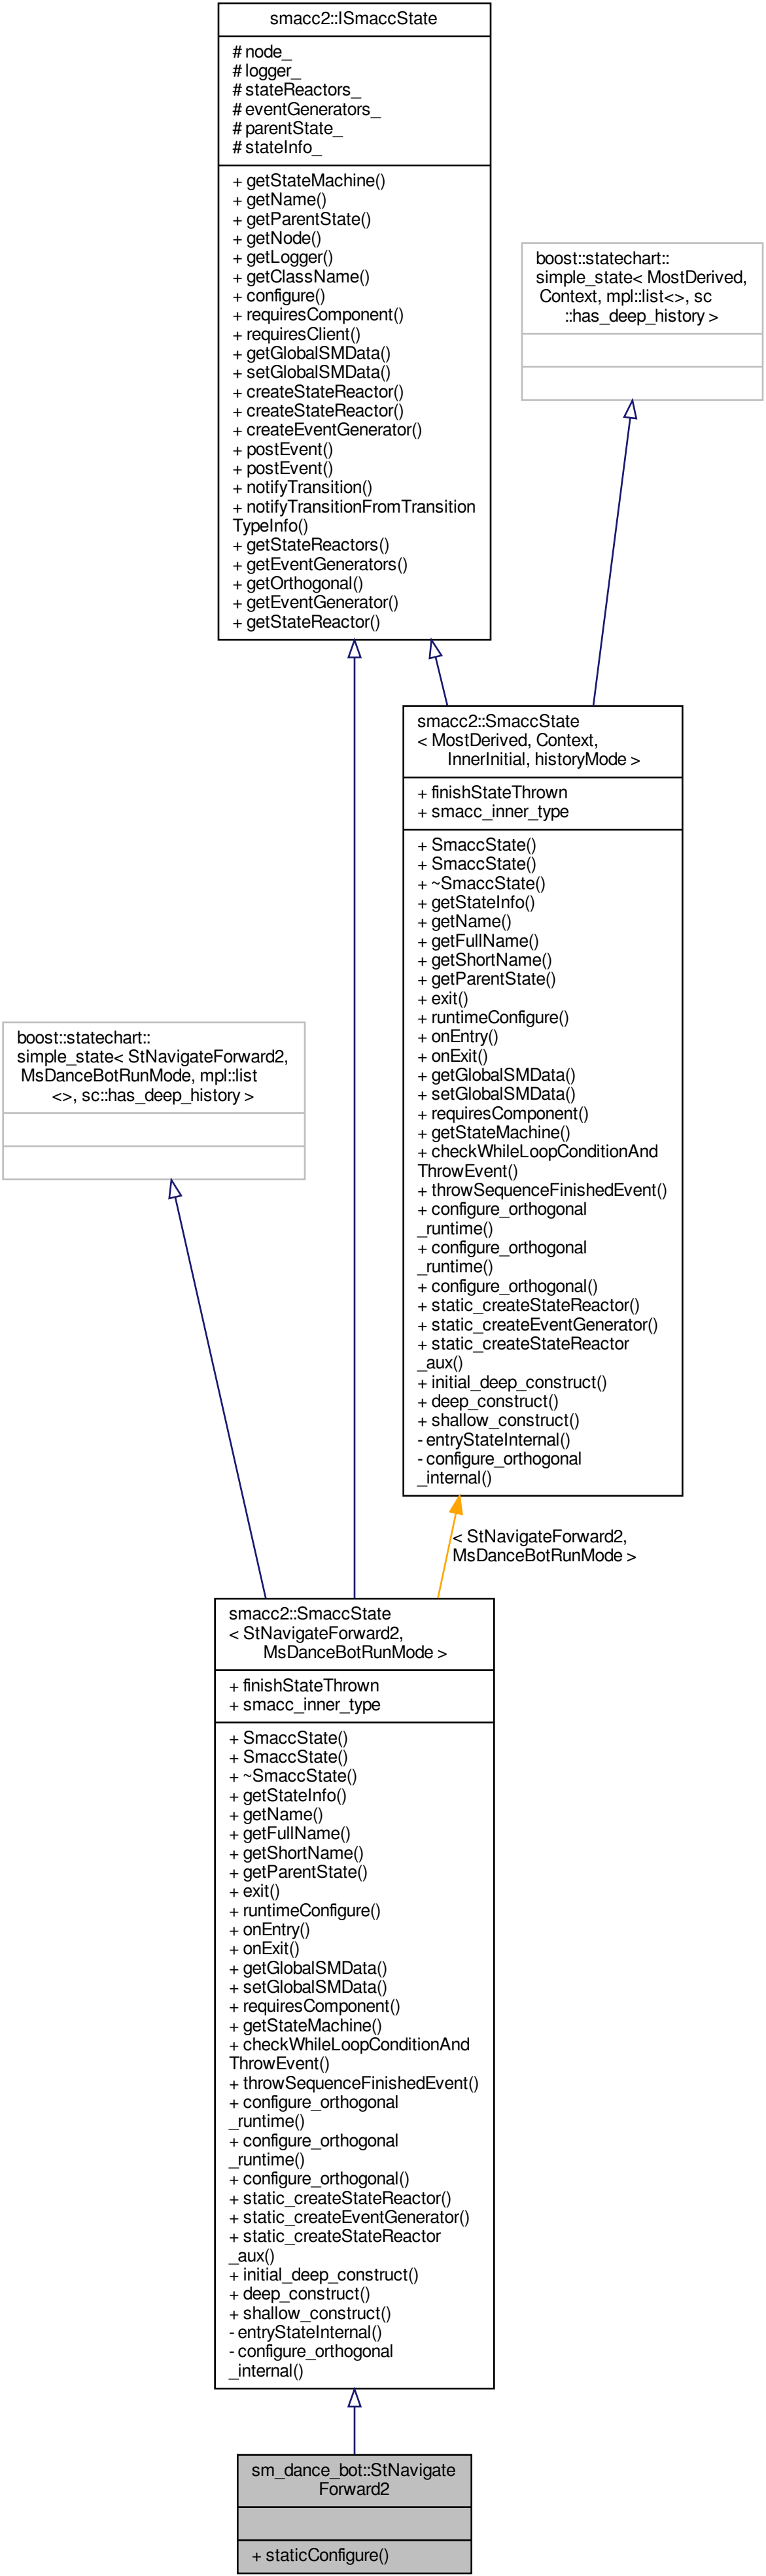 smacc2::ISmaccState
# node_
# logger_
# stateReactors_
# eventGenerators_
# parentState_
# stateInfo_
+ getStateMachine()
+ getName()
+ getParentState()
+ getNode()
+ getLogger()
+ getClassName()
+ configure()
+ requiresComponent()
+ requiresClient()
+ getGlobalSMData()
+ setGlobalSMData()
+ createStateReactor()
+ createStateReactor()
+ createEventGenerator()
+ postEvent()
+ postEvent()
+ notifyTransition()
+ notifyTransitionFromTransition
TypeInfo()
+ getStateReactors()
+ getEventGenerators()
+ getOrthogonal()
+ getEventGenerator()
+ getStateReactor()
boost::statechart::
simple_state< MostDerived,
Context, mpl::list<>, sc
::has_deep_history >
smacc2::SmaccState
< MostDerived, Context,
InnerInitial, historyMode >
+ finishStateThrown
+ smacc_inner_type
+ SmaccState()
+ SmaccState()
+ ~SmaccState()
+ getStateInfo()
+ getName()
+ getFullName()
+ getShortName()
+ getParentState()
+ exit()
+ runtimeConfigure()
+ onEntry()
+ onExit()
+ getGlobalSMData()
+ setGlobalSMData()
+ requiresComponent()
+ getStateMachine()
+ checkWhileLoopConditionAnd
ThrowEvent()
+ throwSequenceFinishedEvent()
+ configure_orthogonal
_runtime()
+ configure_orthogonal
_runtime()
+ configure_orthogonal()
+ static_createStateReactor()
+ static_createEventGenerator()
+ static_createStateReactor
_aux()
+ initial_deep_construct()
+ deep_construct()
+ shallow_construct()
- entryStateInternal()
- configure_orthogonal
_internal()
boost::statechart::
simple_state< StNavigateForward2,
MsDanceBotRunMode, mpl::list
<>, sc::has_deep_history >
< StNavigateForward2,
MsDanceBotRunMode >
smacc2::SmaccState
< StNavigateForward2,
MsDanceBotRunMode >
+ finishStateThrown
+ smacc_inner_type
+ SmaccState()
+ SmaccState()
+ ~SmaccState()
+ getStateInfo()
+ getName()
+ getFullName()
+ getShortName()
+ getParentState()
+ exit()
+ runtimeConfigure()
+ onEntry()
+ onExit()
+ getGlobalSMData()
+ setGlobalSMData()
+ requiresComponent()
+ getStateMachine()
+ checkWhileLoopConditionAnd
ThrowEvent()
+ throwSequenceFinishedEvent()
+ configure_orthogonal
_runtime()
+ configure_orthogonal
_runtime()
+ configure_orthogonal()
+ static_createStateReactor()
+ static_createEventGenerator()
+ static_createStateReactor
_aux()
+ initial_deep_construct()
+ deep_construct()
+ shallow_construct()
- entryStateInternal()
- configure_orthogonal
_internal()
sm_dance_bot::StNavigate
Forward2
+ staticConfigure()